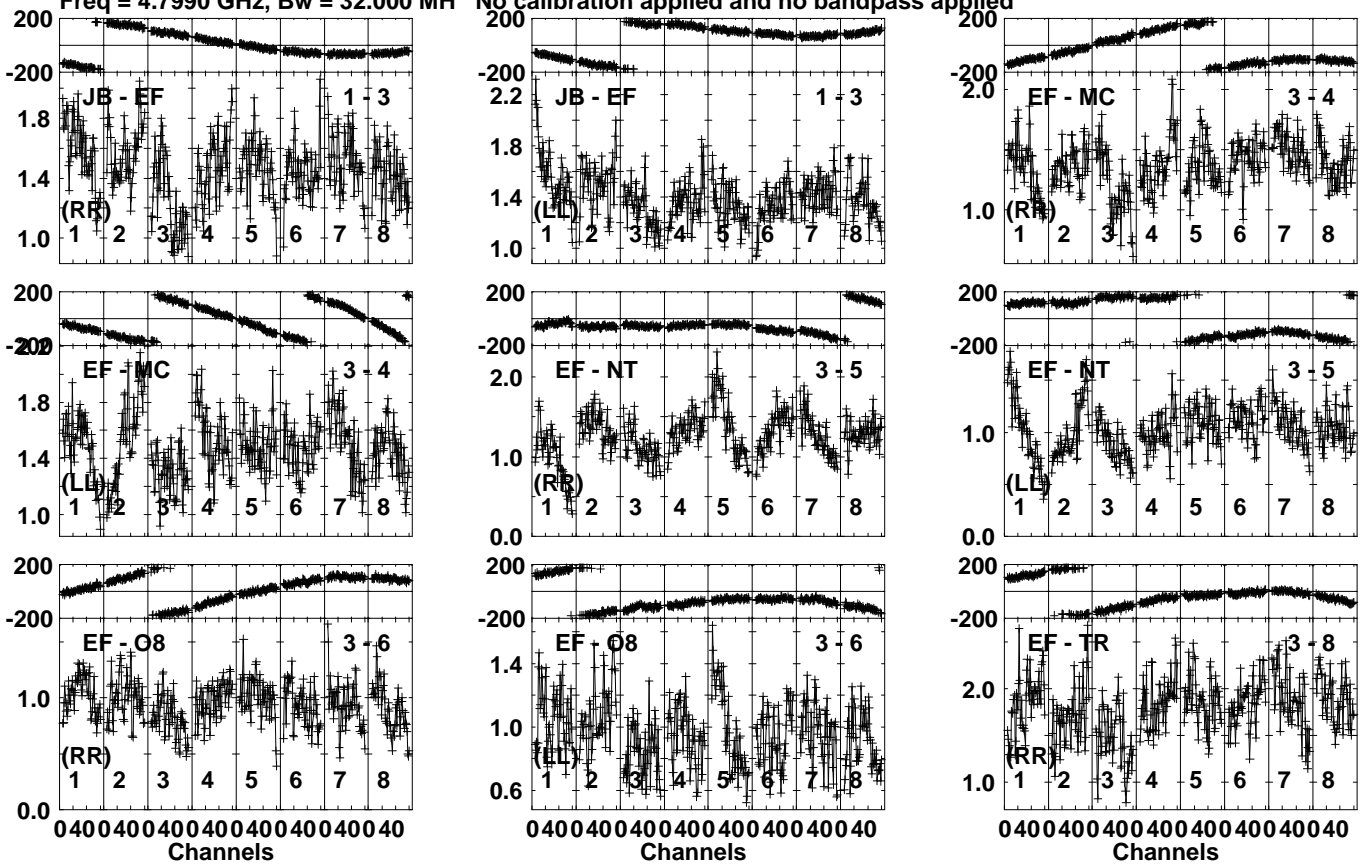 Freq = 4.7990 GHz, Bw = 32.000 MH No calibration applied and no bandpass applied
200
-200
JB - EF 1 - 3
1.8
1.4
1.0
(RR)
1 2 3 4 5 6 7 8
200
-200
JB - EF 1 - 3
2.2
1.8
1.4
1.0
(LL)
1 2 3 4 5 6 7 8
200
-200
2.0
EF - MC 3 - 4
1.0
(RR)
1 2 3 4 5 6 7 8
200
-200
2.2
EF - MC 3 - 4
1.8
1.4
1.0
(LL)
1 2 3 4 5 6 7 8
200
-200
EF - NT 3 - 5
2.0
1.0
0.0
(RR)
1 2 3 4 5 6 7 8
200
-200
EF - NT 3 - 5
1.0
0.0
(LL)
1 2 3 4 5 6 7 8
200
-200
EF - O8 3 - 6
1.0
0.0
(RR)
1 2 3 4 5 6 7 8
0 40 0 40 0 40 0 40 0 40 0 40 0 40 0 40
Channels
200
-200
EF - O8 3 - 6
1.4
1.0
0.6
(LL)
1 2 3 4 5 6 7 8
0 40 0 40 0 40 0 40 0 40 0 40 0 40 0 40
Channels
200
-200
EF - TR 3 - 8
2.0
1.0
(RR)
1 2 3 4 5 6 7 8
0 40 0 40 0 40 0 40 0 40 0 40 0 40 0 40
Channels